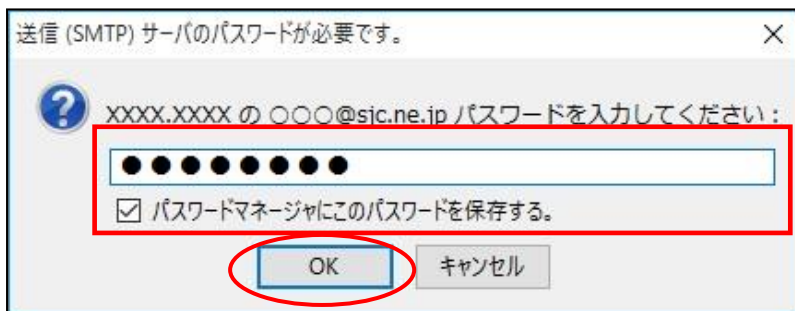 送信 (SMTP) サーバのパスワードが必要です。
XXXX.XXXX の ○○○@sjc.ne.jp パスワードを入力してください：
●●●●●●●●
パスワードマネージャにこのパスワードを保存する。
OK キャンセル